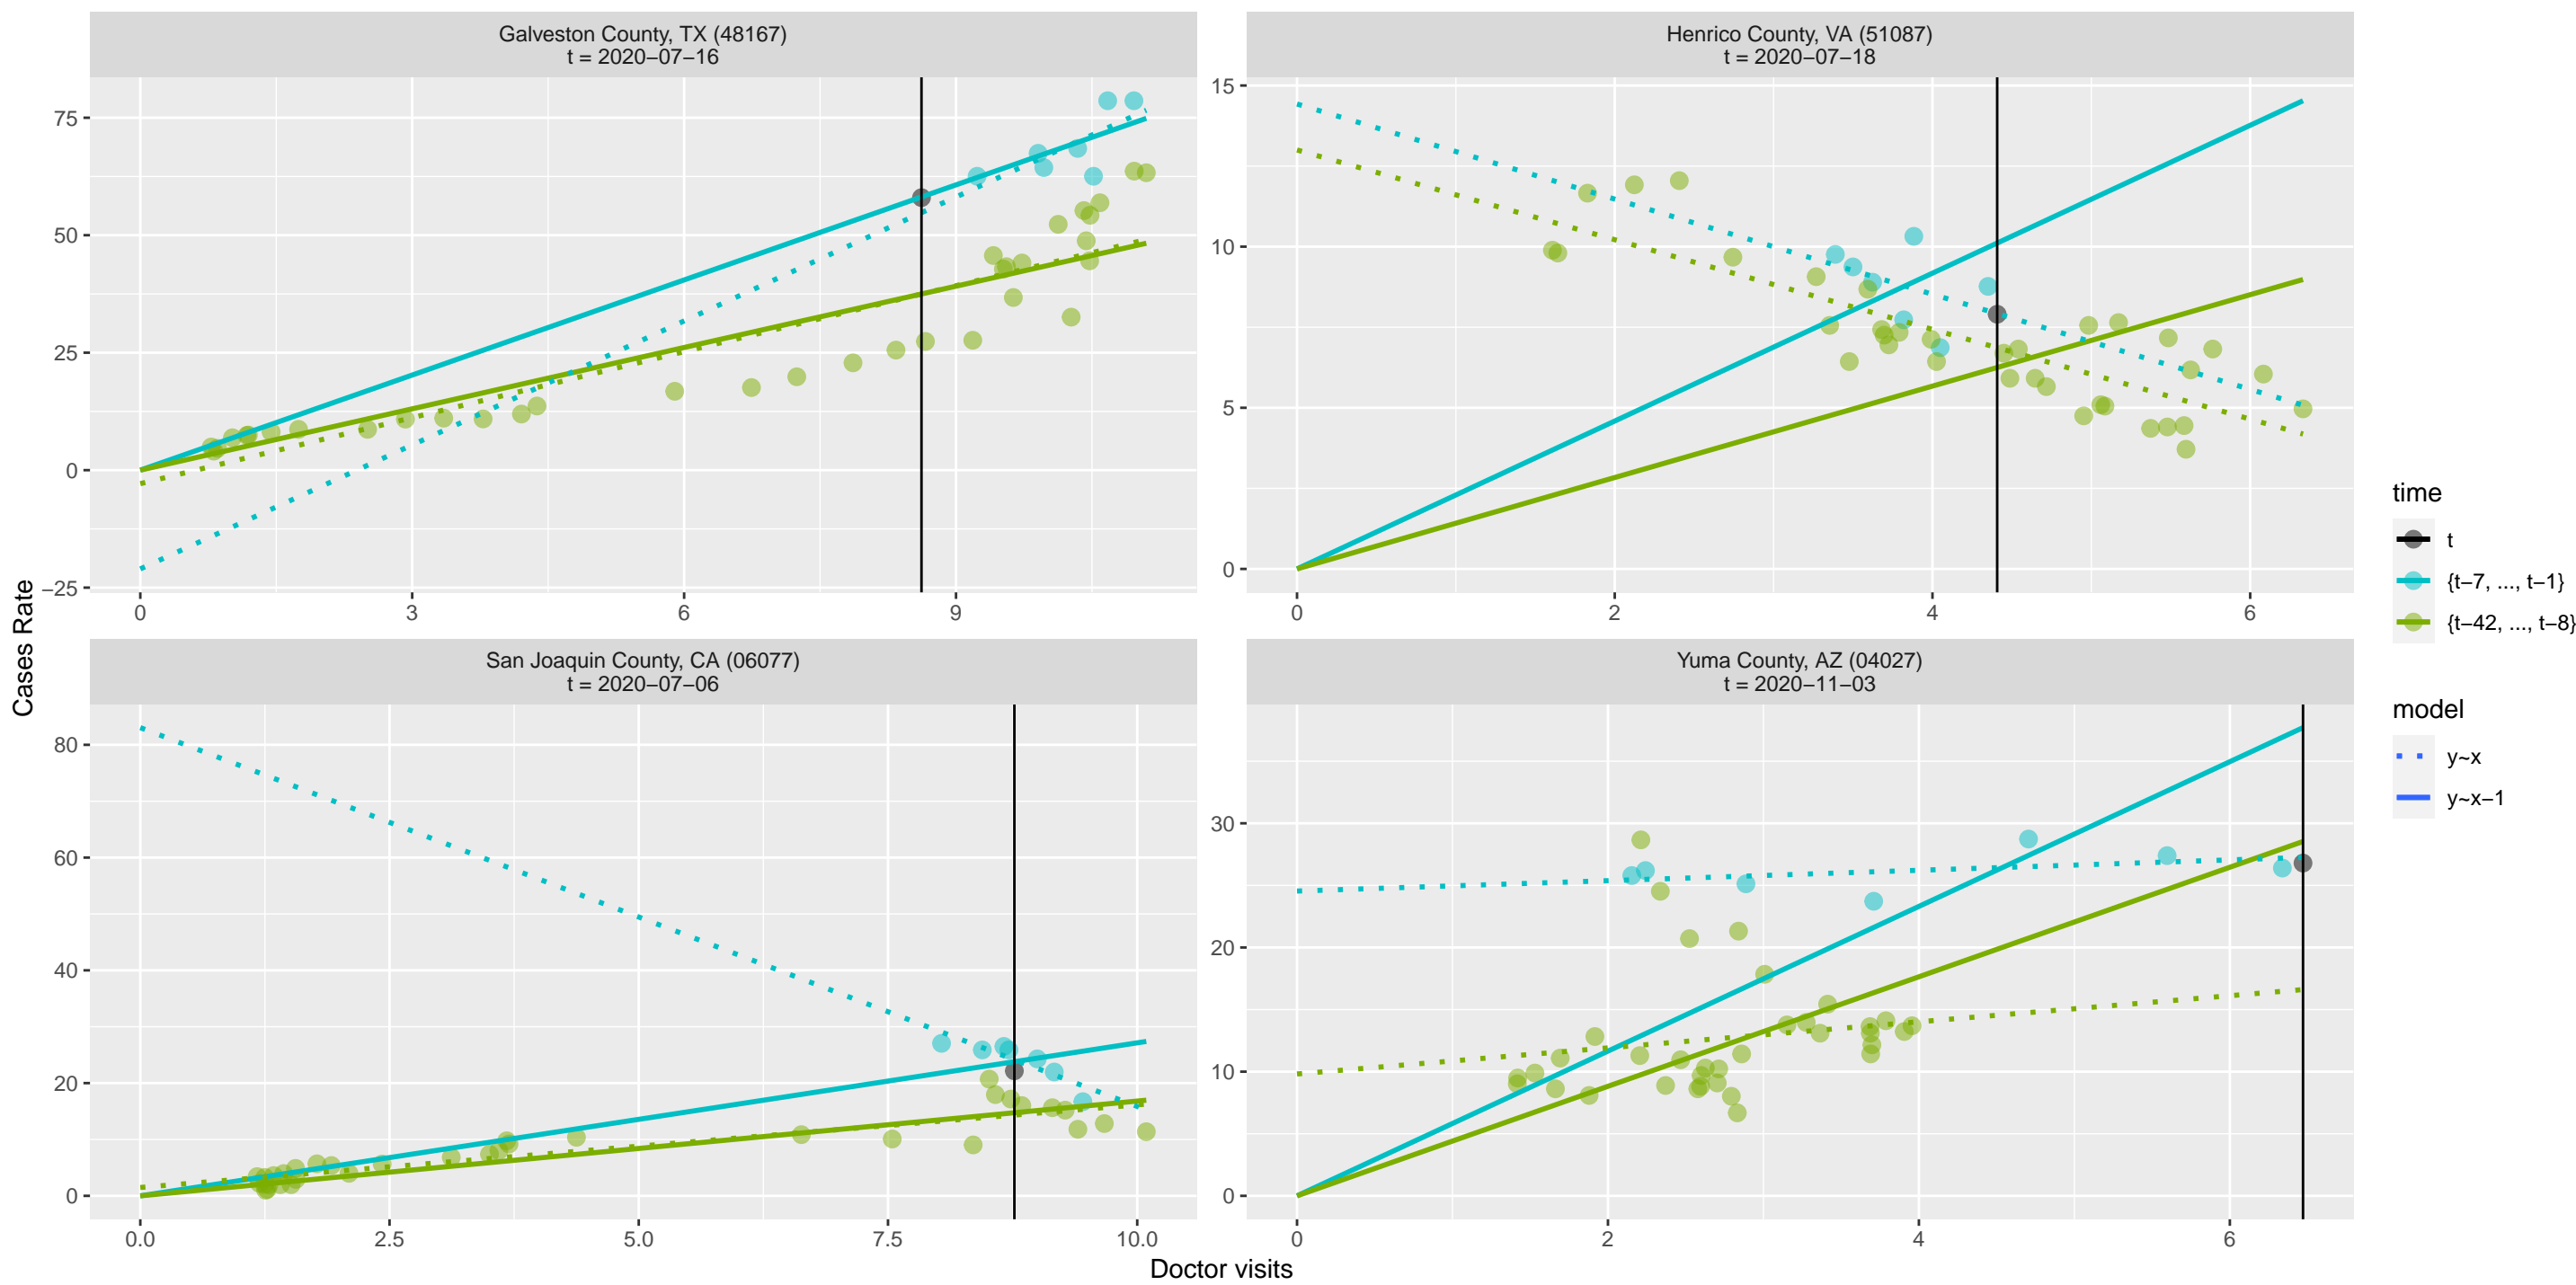 Galveston County, TX (48167)
t = 2020−07−16
75
50
25
0
−25
0 3 6 9
Henrico County, VA (51087)
t = 2020−07−18
15
10
5
0
0 2 4 6
San Joaquin County, CA (06077)
t = 2020−07−06
80
60
40
20
0
0.0 2.5 5.0 7.5 10.0
Yuma County, AZ (04027)
t = 2020−11−03
30
20
10
0
0 2 4 6
Cases Rate
Doctor visits
time
t
{t−7, ..., t−1}
{t−42, ..., t−8}
model
y~x
y~x−1